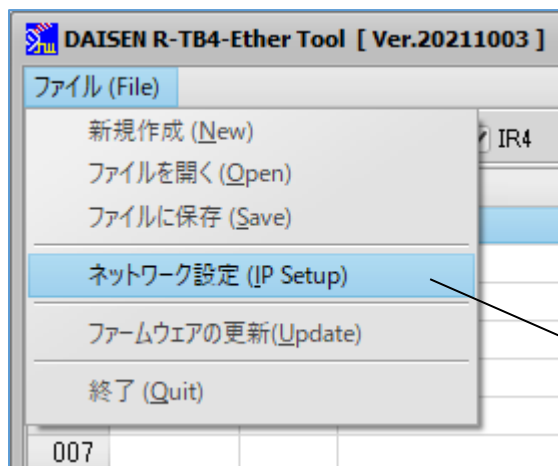 DAISEN R-TB4-Ether Tool [ Ver.20211003 ]
ファイル (File)
新規作成 (New)
IR4
ファイルを開く (Open)
ファイルに保存 (Save)
ネットワーク設定 (IP Setup)
ファームウェアの更新(Update)
終了 (Quit)
007